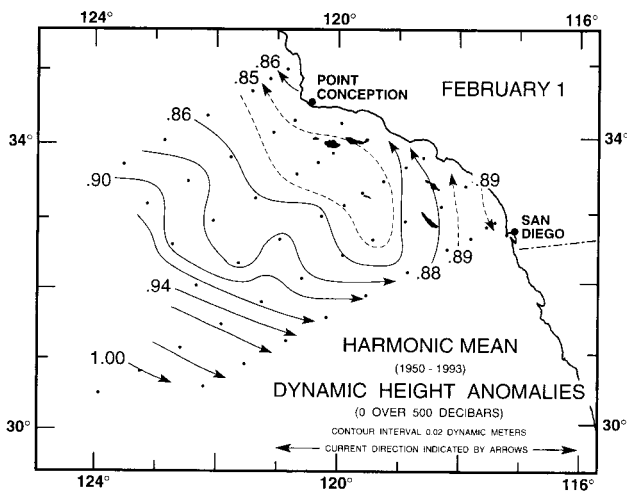 124° 120° 116°
.86
.85
POINT
CONCEPTION
FEBRUARY 1
.86
34° 34°
.90
.89
SAN
DIEGO
.88
.89
.94
HARMONIC MEAN
(1950 - 1993)
1.00
DYNAMIC HEIGHT ANOMALIES
(0 OVER 500 DECIBARS)
30° 30°
CONTOUR INTERVAL 0.02 DYNAMIC METERS
CURRENT DIRECTION INDICATED BY ARROWS
124° 120° 116°